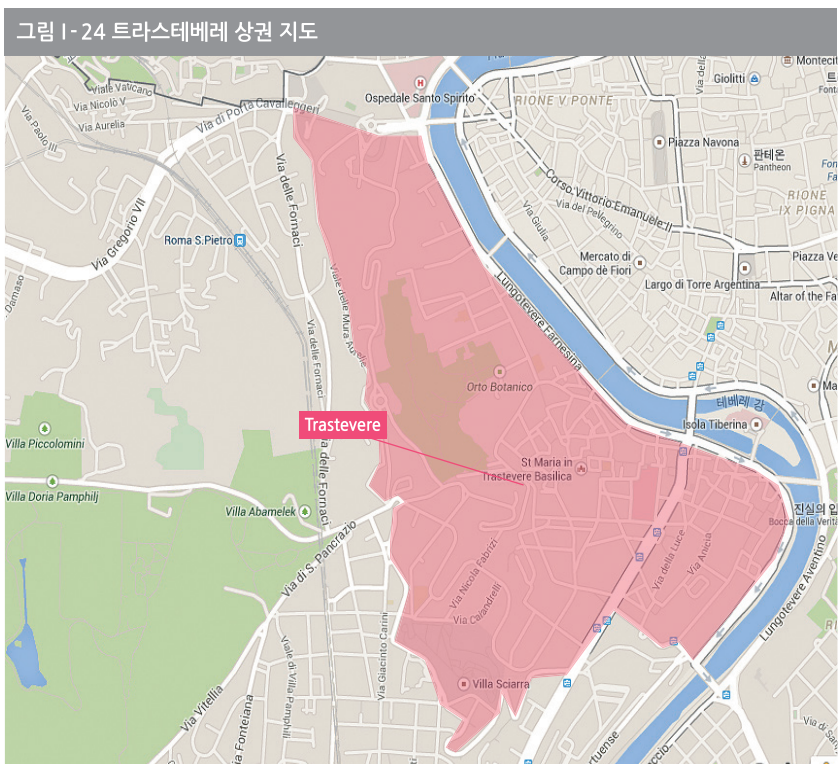 그림 I-24 트라스테베레 상권 지도
Montecit
Giolitti
Viale Vaticano
Via Nicolò V
Via Aurelia
Via Paolo III
Via di Porta Cavalleggeri
Ospedale Santo Spirito
RIONE V PONTE
Piazza Navona
판테온
Pantheon
RIONE
IX PIGNA
Corso Vittorio Emanuele II
Via del Pellegrino
Via Giulia
Via delle Fornaci
Via Gregorio VII
Roma S.Pietro
Mercato di
Campo dè Fiori
Piazza Ve
Largo di Torre Argentina
Altar of the Fa
Damaso
Lungotevere Farnesina
Viale delle Mura Aurelie
Via delle Fornaci
Orto Botanico
테베레 강
Isola Tiberina
Trastevere
Villa Piccolomini
St Maria in
Trastevere Basilica
Via delle Fornaci
Villa Doria Pamphilj
Villa Abamelek
진실의 입
Bocca della Verità
Via di S. Pancrazio
Via della Luce
Via Anicia
Via Nicola Fabrizi
Via Calandrelli
Lungotevere Aventino
Via Giacinto Carini
Viale di Villa Pamphilj
Villa Sciarra
Via Vitellia
Via Fonteiana
rtuense